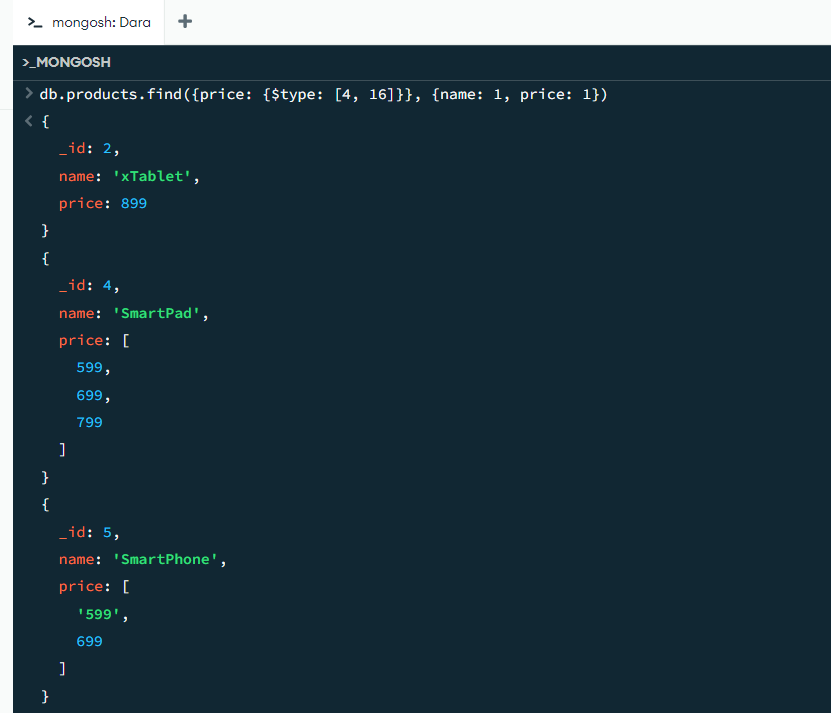 >_ mongosh: Dara +
>_MONGOSH
> db.products.find({price: {$type: [4, 16]}}, {name: 1, price: 1})
< {
_id: 2,
name: 'xTablet',
price: 899
}
{
_id: 4,
name: 'SmartPad',
price: [
599,
699,
799
]
}
{
_id: 5,
name: 'SmartPhone',
price: [
'599',
699
]
}